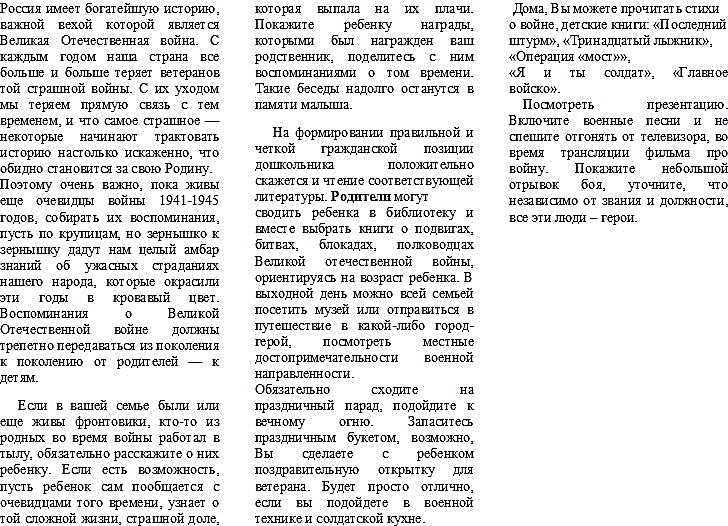 Россия имеет богатейшую историю,
важной вехой которой является
Великая Отечественная война. С
каждым годом наша страна все
больше и больше теряет ветеранов
той страшной войны. С их уходом
мы теряем прямую связь с тем
временем, и что самое страшное —
некоторые начинают трактовать
историю настолько искаженно, что
обидно становится за свою Родину.
Поэтому очень важно, пока живы
еще очевидцы войны 1941-1945
годов, собирать их воспоминания,
пусть по крупицам, но зернышко к
зернышку дадут нам целый амбар
знаний об ужасных страданиях
нашего народа, которые окрасили
эти годы в кровавый цвет.
Воспоминания о Великой
Отечественной войне должны
трепетно передаваться из поколения
к поколению от родителей — к
детям.
Если в вашей семье были или
еще живы фронтовики, кто-то из
родных во время войны работал в
тылу, обязательно расскажите о них
ребенку. Если есть возможность,
пусть ребенок сам пообщается с
очевидцами того времени, узнает о
той сложной жизни, страшной доле,
которая выпала на их плачи.
Покажите ребенку награды,
которыми был награжден ваш
родственник, поделитесь с ним
воспоминаниями о том времени.
Такие беседы надолго останутся в
памяти малыша.
На формировании правильной и
четкой гражданской позиции
дошкольника положительно
скажется и чтение соответствующей
литературы. Родители могут
сводить ребенка в библиотеку и
вместе выбрать книги о подвигах,
битвах, блокадах, полководцах
Великой отечественной войны,
ориентируясь на возраст ребенка. В
выходной день можно всей семьей
посетить музей или отправиться в
путешествие в какой-либо город-
герой, посмотреть местные
достопримечательности военной
направленности.
Обязательно сходите на
праздничный парад, подойдите к
вечному огню. Запаситесь
праздничным букетом, возможно,
Вы сделаете с ребенком
поздравительную открытку для
ветерана. Будет просто отлично,
если вы подойдете в военной
технике и солдатской кухне.
Дома, Вы можете прочитать стихи
о войне, детские книги: «Последний
штурм», «Тринадцатый лыжник»,
«Операция «мост»»,
«Я и ты солдат», «Главное
войско».
Посмотреть презентацию.
Включите военные песни и не
спешите отгонять от телевизора, во
время трансляции фильма про
войну. Покажите небольшой
отрывок боя, уточните, что
независимо от звания и должности,
все эти люди – герои.